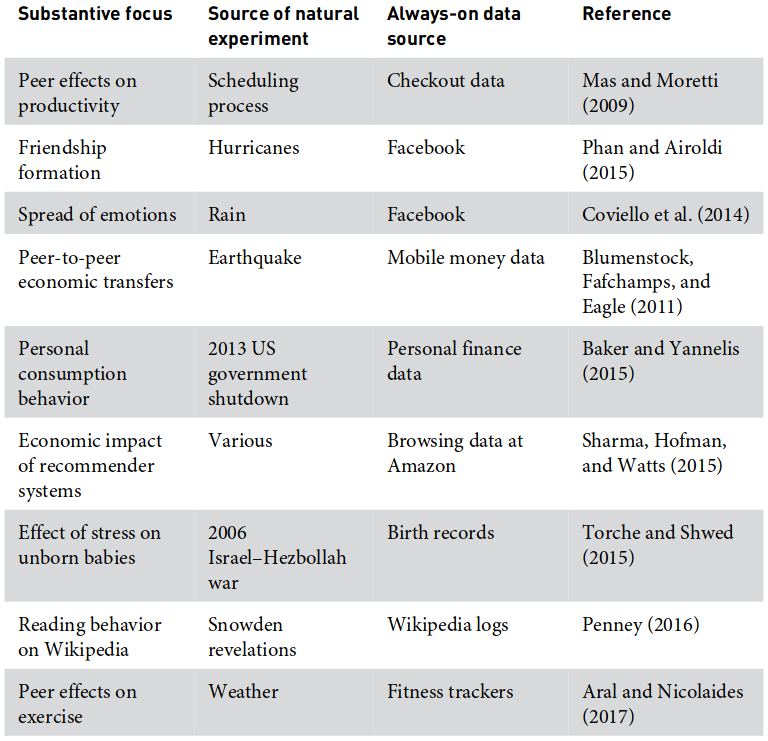 Substantive focus
Source of natural experiment
Always-on data source
Reference
Peer effects on productivity
Scheduling process
Checkout data
Mas and Moretti (2009)
Friendship formation
Hurricanes
Facebook
Phan and Airoldi (2015)
Spread of emotions
Rain
Facebook
Coviello et al. (2014)
Peer-to-peer economic transfers
Earthquake
Mobile money data
Blumenstock, Fafchamps, and Eagle (2011)
Personal consumption behavior
2013 US government shutdown
Personal finance data
Baker and Yannelis (2015)
Economic impact of recommender systems
Various
Browsing data at Amazon
Sharma, Hofman, and Watts (2015)
Effect of stress on unborn babies
2006 Israel–Hezbollah war
Birth records
Torche and Shwed (2015)
Reading behavior on Wikipedia
Snowden revelations
Wikipedia logs
Penney (2016)
Peer effects on exercise
Weather
Fitness trackers
Aral and Nicolaides (2017)